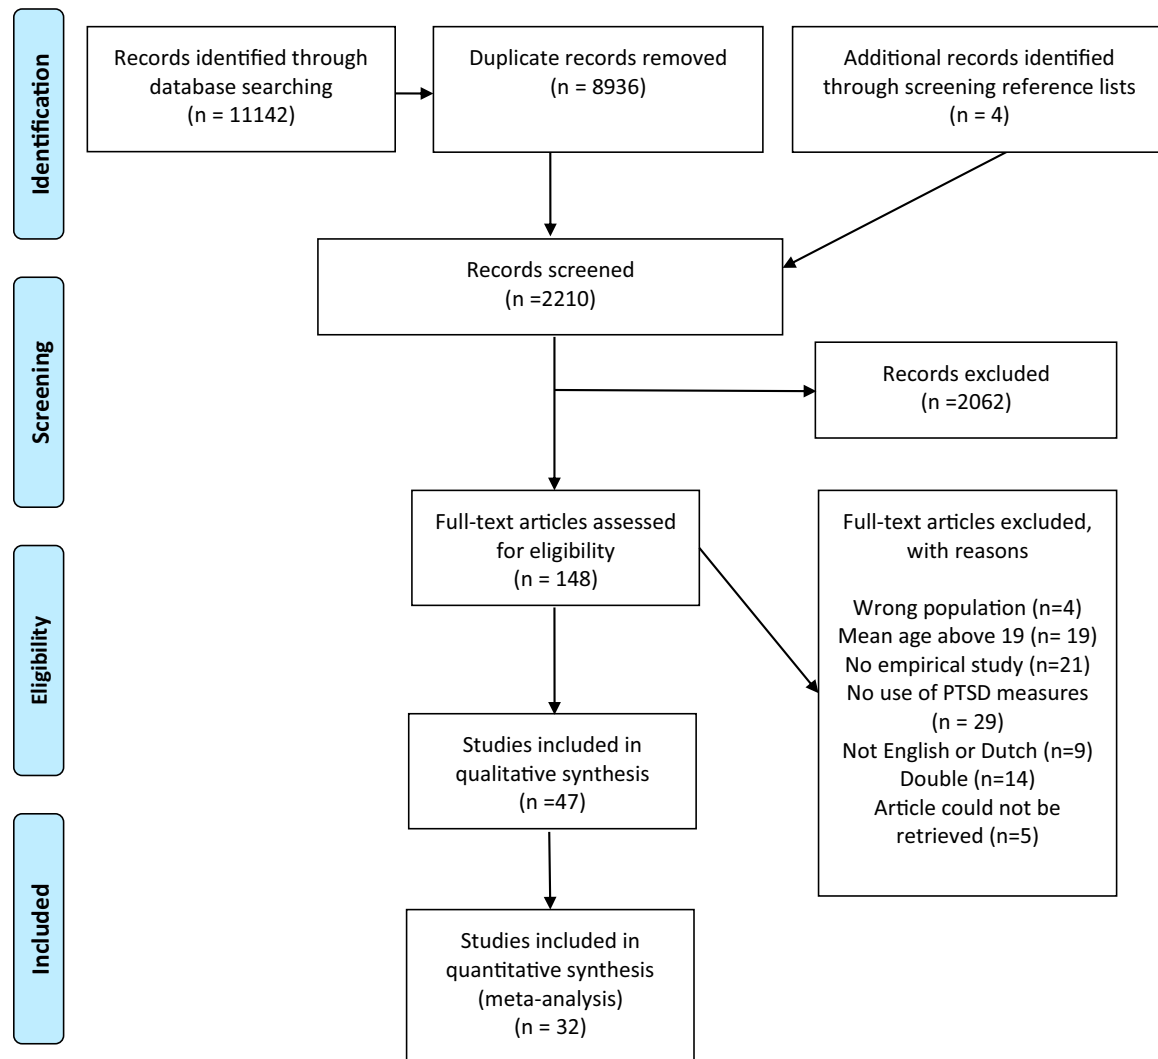 Identification
Records identified through
database searching
(n = 11142)
Duplicate records removed
(n = 8936)
Additional records identified
through screening reference lists
(n = 4)
Records screened
(n =2210)
Screening
Records excluded
(n =2062)
Full-text articles assessed
for eligibility
(n = 148)
Full-text articles excluded,
with reasons
Wrong population (n=4)
Mean age above 19 (n= 19)
No empirical study (n=21)
No use of PTSD measures
(n = 29)
Not English or Dutch (n=9)
Double (n=14)
Article could not be
retrieved (n=5)
Eligibility
Studies included in
qualitative synthesis
(n =47)
Included
Studies included in
quantitative synthesis
(meta-analysis)
(n = 32)